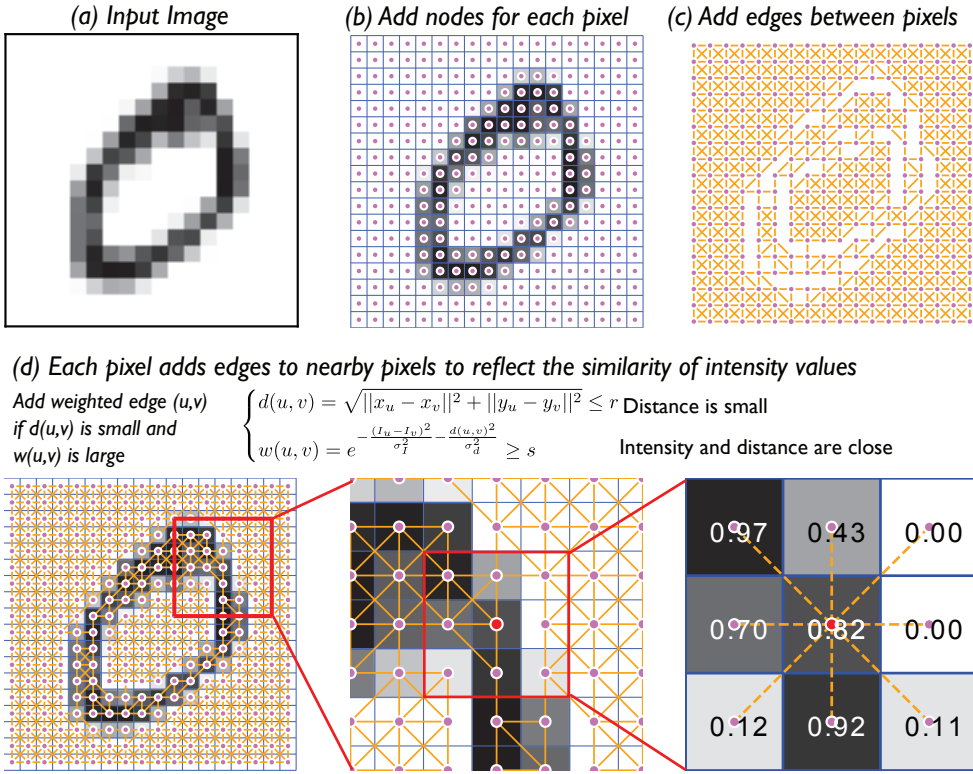 (a) Input Image
(b) Add nodes for each pixel
(c) Add edges between pixels
(d) Each pixel adds edges to nearby pixels to reflect the similarity of intensity values
Add weighted edge (u,v)
if d(u,v) is small and
w(u,v) is large
d(u, v) = √||x_u − x_v||² + ||y_u − y_v||² ≤ r Distance is small
w(u, v) = e^{−(I_u−I_v)²/σ_I² − d(u,v)²/σ_d²} ≥ s
Intensity and distance are close
0.97 0.43 0.00
0.70 0.82 0.00
0.12 0.92 0.11